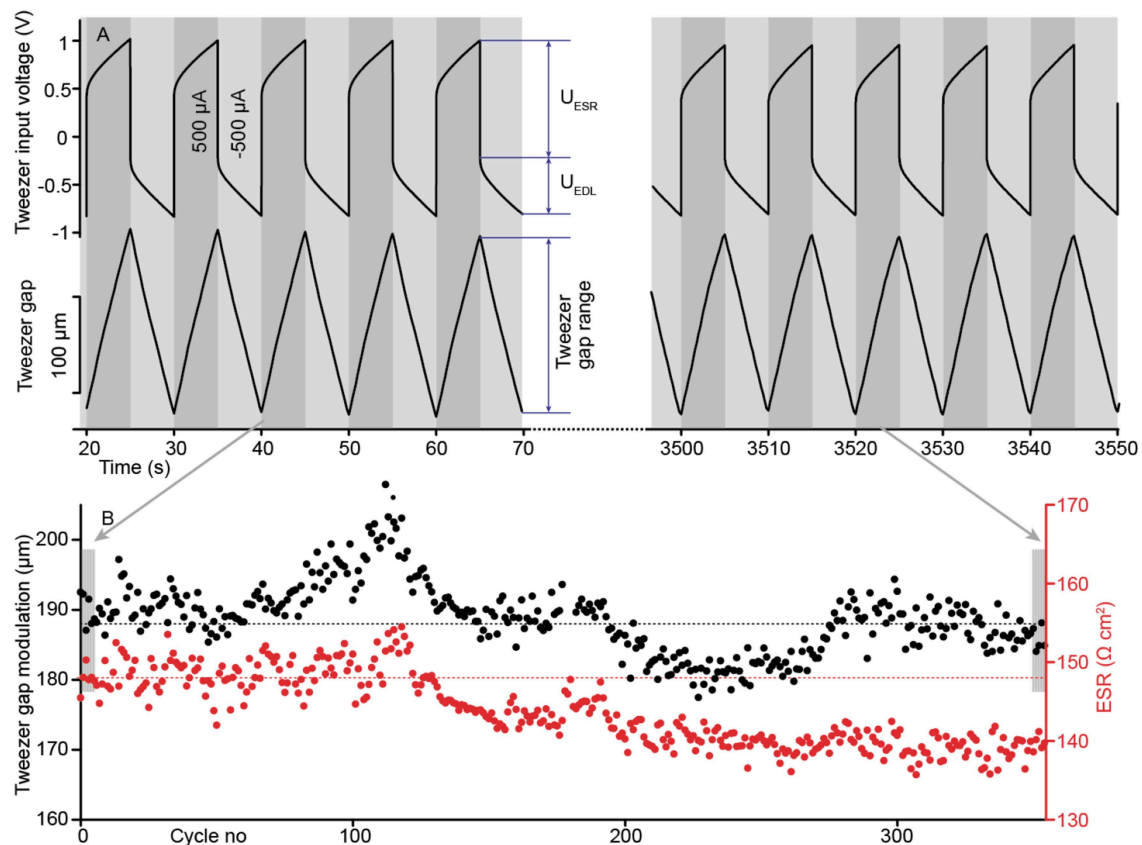 A
Tweezer input voltage (V)
1
0.5
0
-0.5
-1
500 µA
-500 µA
U_ESR
U_EDL
Tweezer gap
100 µm
Tweezer
gap range
20 30 40 50 60 70 3500 3510 3520 3530 3540 3550
Time (s)
B
Tweezer gap modulation (µm)
200
190
180
170
160
170
160
150
140
130
ESR (Ω cm²)
0 100 200 300
Cycle no